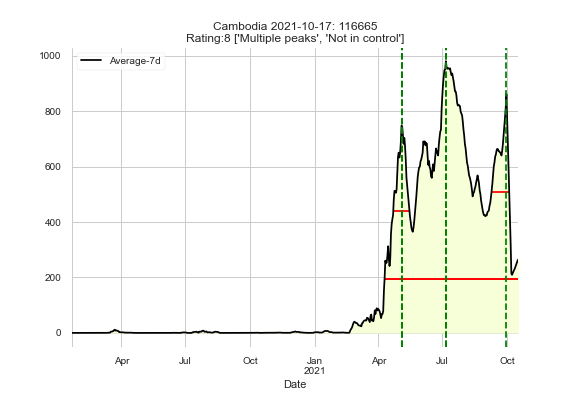 Cambodia 2021-10-17: 116665
Rating:8 ['Multiple peaks', 'Not in control']
1000
Average-7d
800
600
400
200
0
Apr Jul Oct Jan Apr Jul Oct
2021
Date